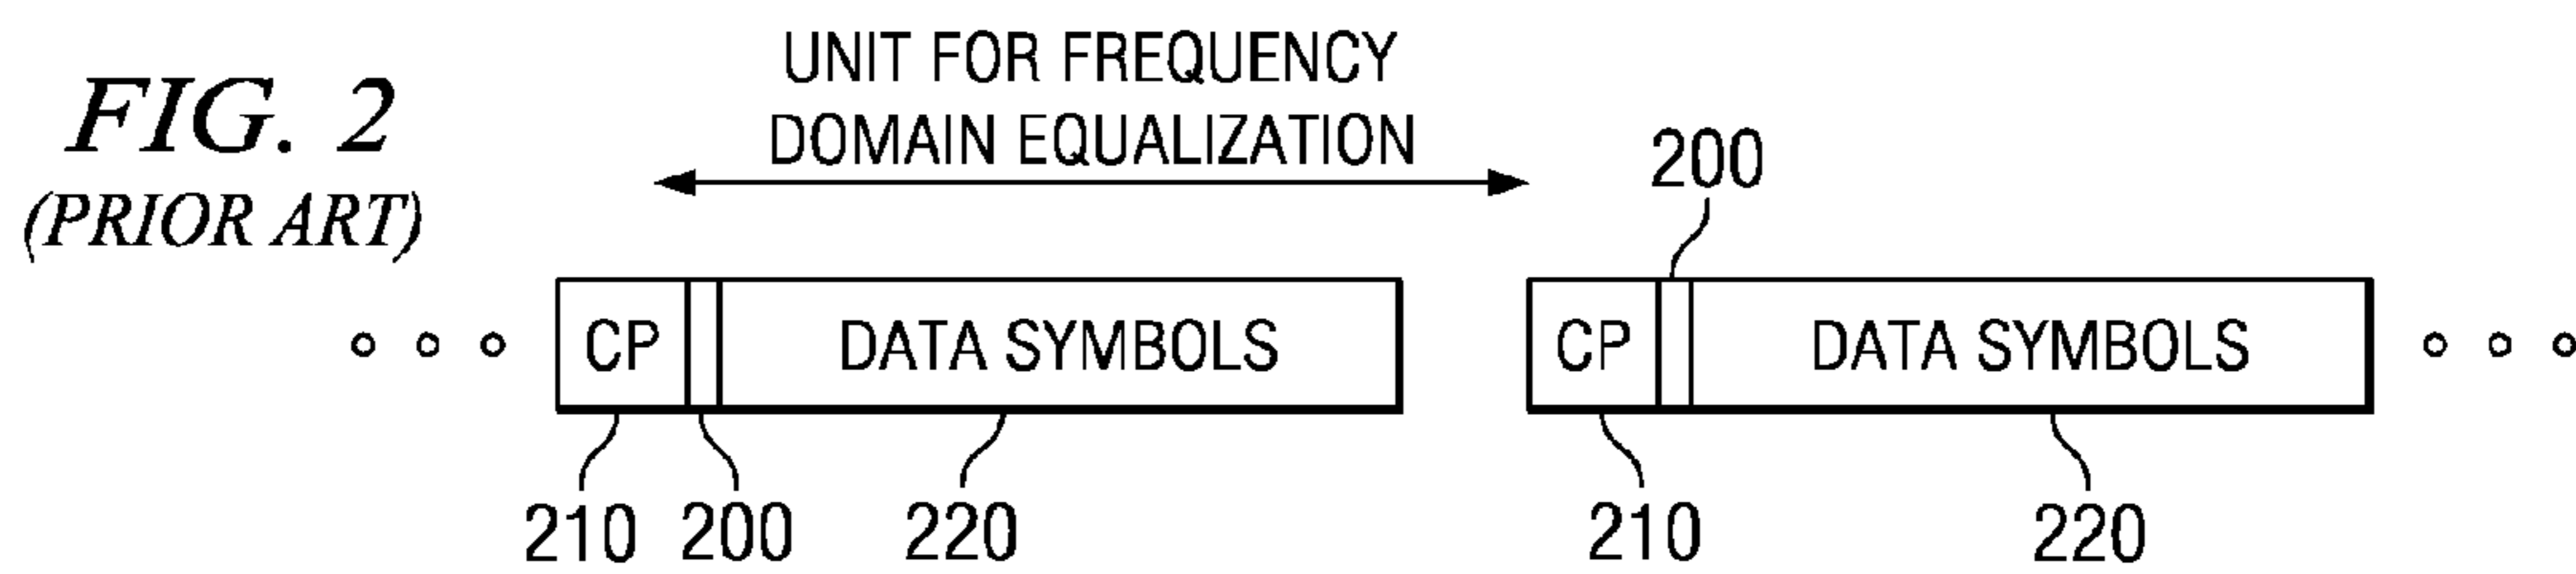 FIG. 2
(PRIOR ART)
UNIT FOR FREQUENCY
DOMAIN EQUALIZATION
200
CP
DATA SYMBOLS
CP
DATA SYMBOLS
210
200
220
210
220